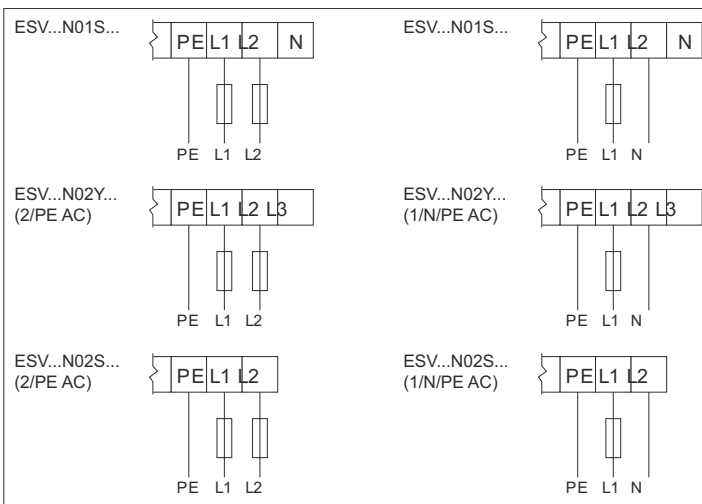 ESV...N01S...
PE L1 L2 N
PE L1 L2
ESV...N01S...
PE L1 L2 N
PE L1 N
ESV...N02Y...
(2/PE AC)
PE L1 L2 L3
PE L1 L2
ESV...N02Y...
(1/N/PE AC)
PE L1 L2 L3
PE L1 N
ESV...N02S...
(2/PE AC)
PE L1 L2
PE L1 L2
ESV...N02S...
(1/N/PE AC)
PE L1 L2
PE L1 N